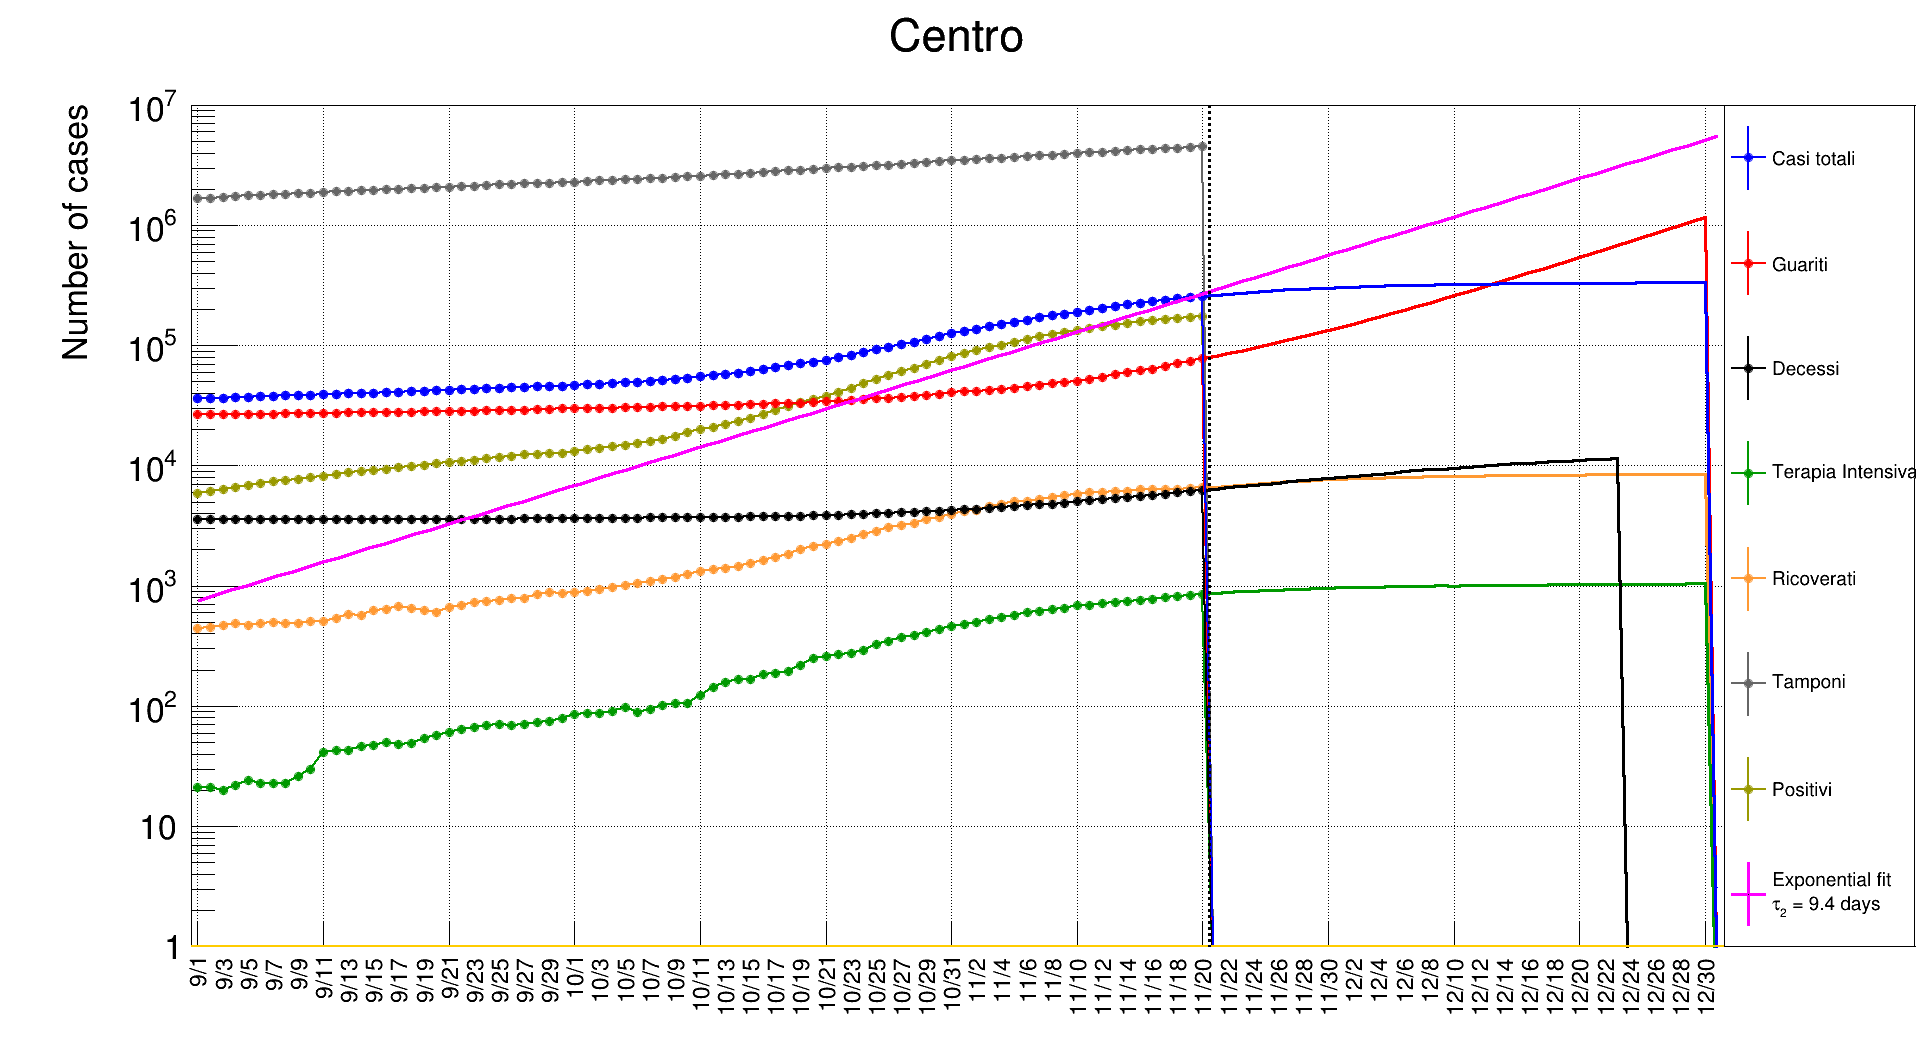 Centro
Number of cases
10^7
10^6
10^5
10^4
10^3
10^2
10
1
9/1 9/3 9/5 9/7 9/9 9/11 9/13 9/15 9/17 9/19 9/21 9/23 9/25 9/27 9/29 10/1 10/3 10/5 10/7 10/9 10/11 10/13 10/15 10/17 10/19 10/21 10/23 10/25 10/27 10/29 10/31 11/2 11/4 11/6 11/8 11/10 11/12 11/14 11/16 11/18 11/20 11/22 11/24 11/26 11/28 11/30 12/2 12/4 12/6 12/8 12/10 12/12 12/14 12/16 12/18 12/20 12/22 12/24 12/26 12/28 12/30
Casi totali
Guariti
Decessi
Terapia Intensiva
Ricoverati
Tamponi
Positivi
Exponential fit
τ₂ = 9.4 days